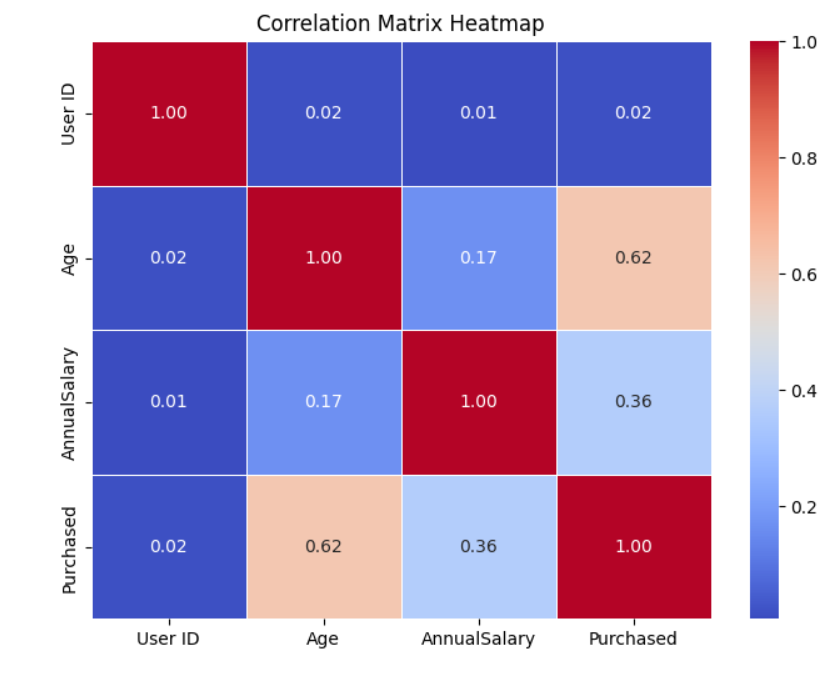 Correlation Matrix Heatmap
User ID
1.00 0.02 0.01 0.02
Age
0.02 1.00 0.17 0.62
AnnualSalary
0.01 0.17 1.00 0.36
Purchased
0.02 0.62 0.36 1.00
User ID Age AnnualSalary Purchased
1.0
0.8
0.6
0.4
0.2